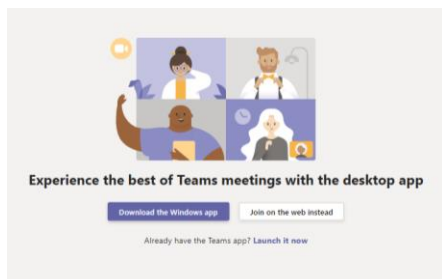 Experience the best of Teams meetings with the desktop app
Download the Windows app Join on the web instead
Already have the Teams app? Launch it now